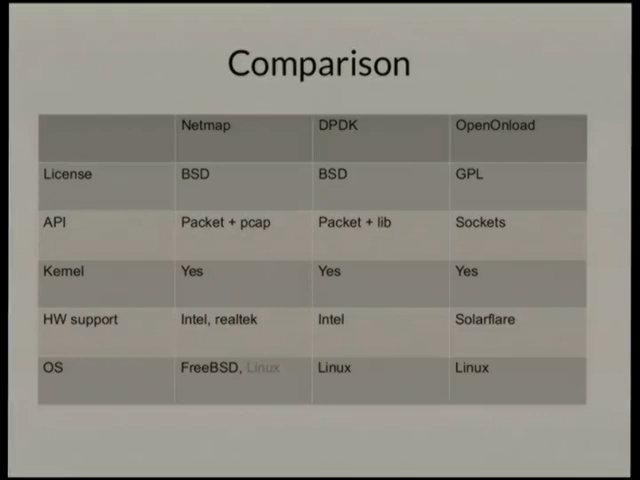 Comparison
Netmap DPDK OpenOnload
License BSD BSD GPL
API Packet + pcap Packet + lib Sockets
Kernel Yes Yes Yes
HW support Intel, realtek Intel Solarflare
OS FreeBSD, Linux Linux Linux